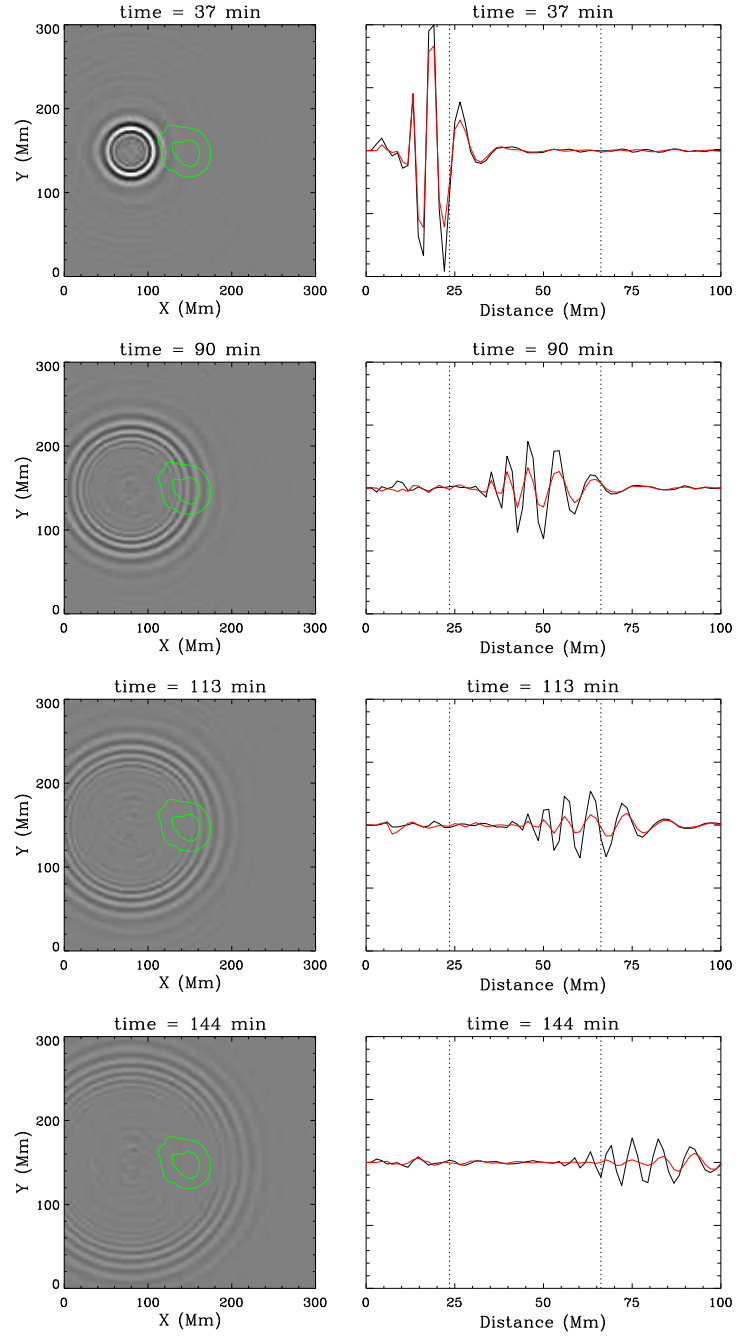 time = 37 min
300
200
100
0
Y (Mm)
0 100 200 300
X (Mm)
time = 37 min
0 25 50 75 100
Distance (Mm)
time = 90 min
300
200
100
0
Y (Mm)
0 100 200 300
X (Mm)
time = 90 min
0 25 50 75 100
Distance (Mm)
time = 113 min
300
200
100
0
Y (Mm)
0 100 200 300
X (Mm)
time = 113 min
0 25 50 75 100
Distance (Mm)
time = 144 min
300
200
100
0
Y (Mm)
0 100 200 300
X (Mm)
time = 144 min
0 25 50 75 100
Distance (Mm)